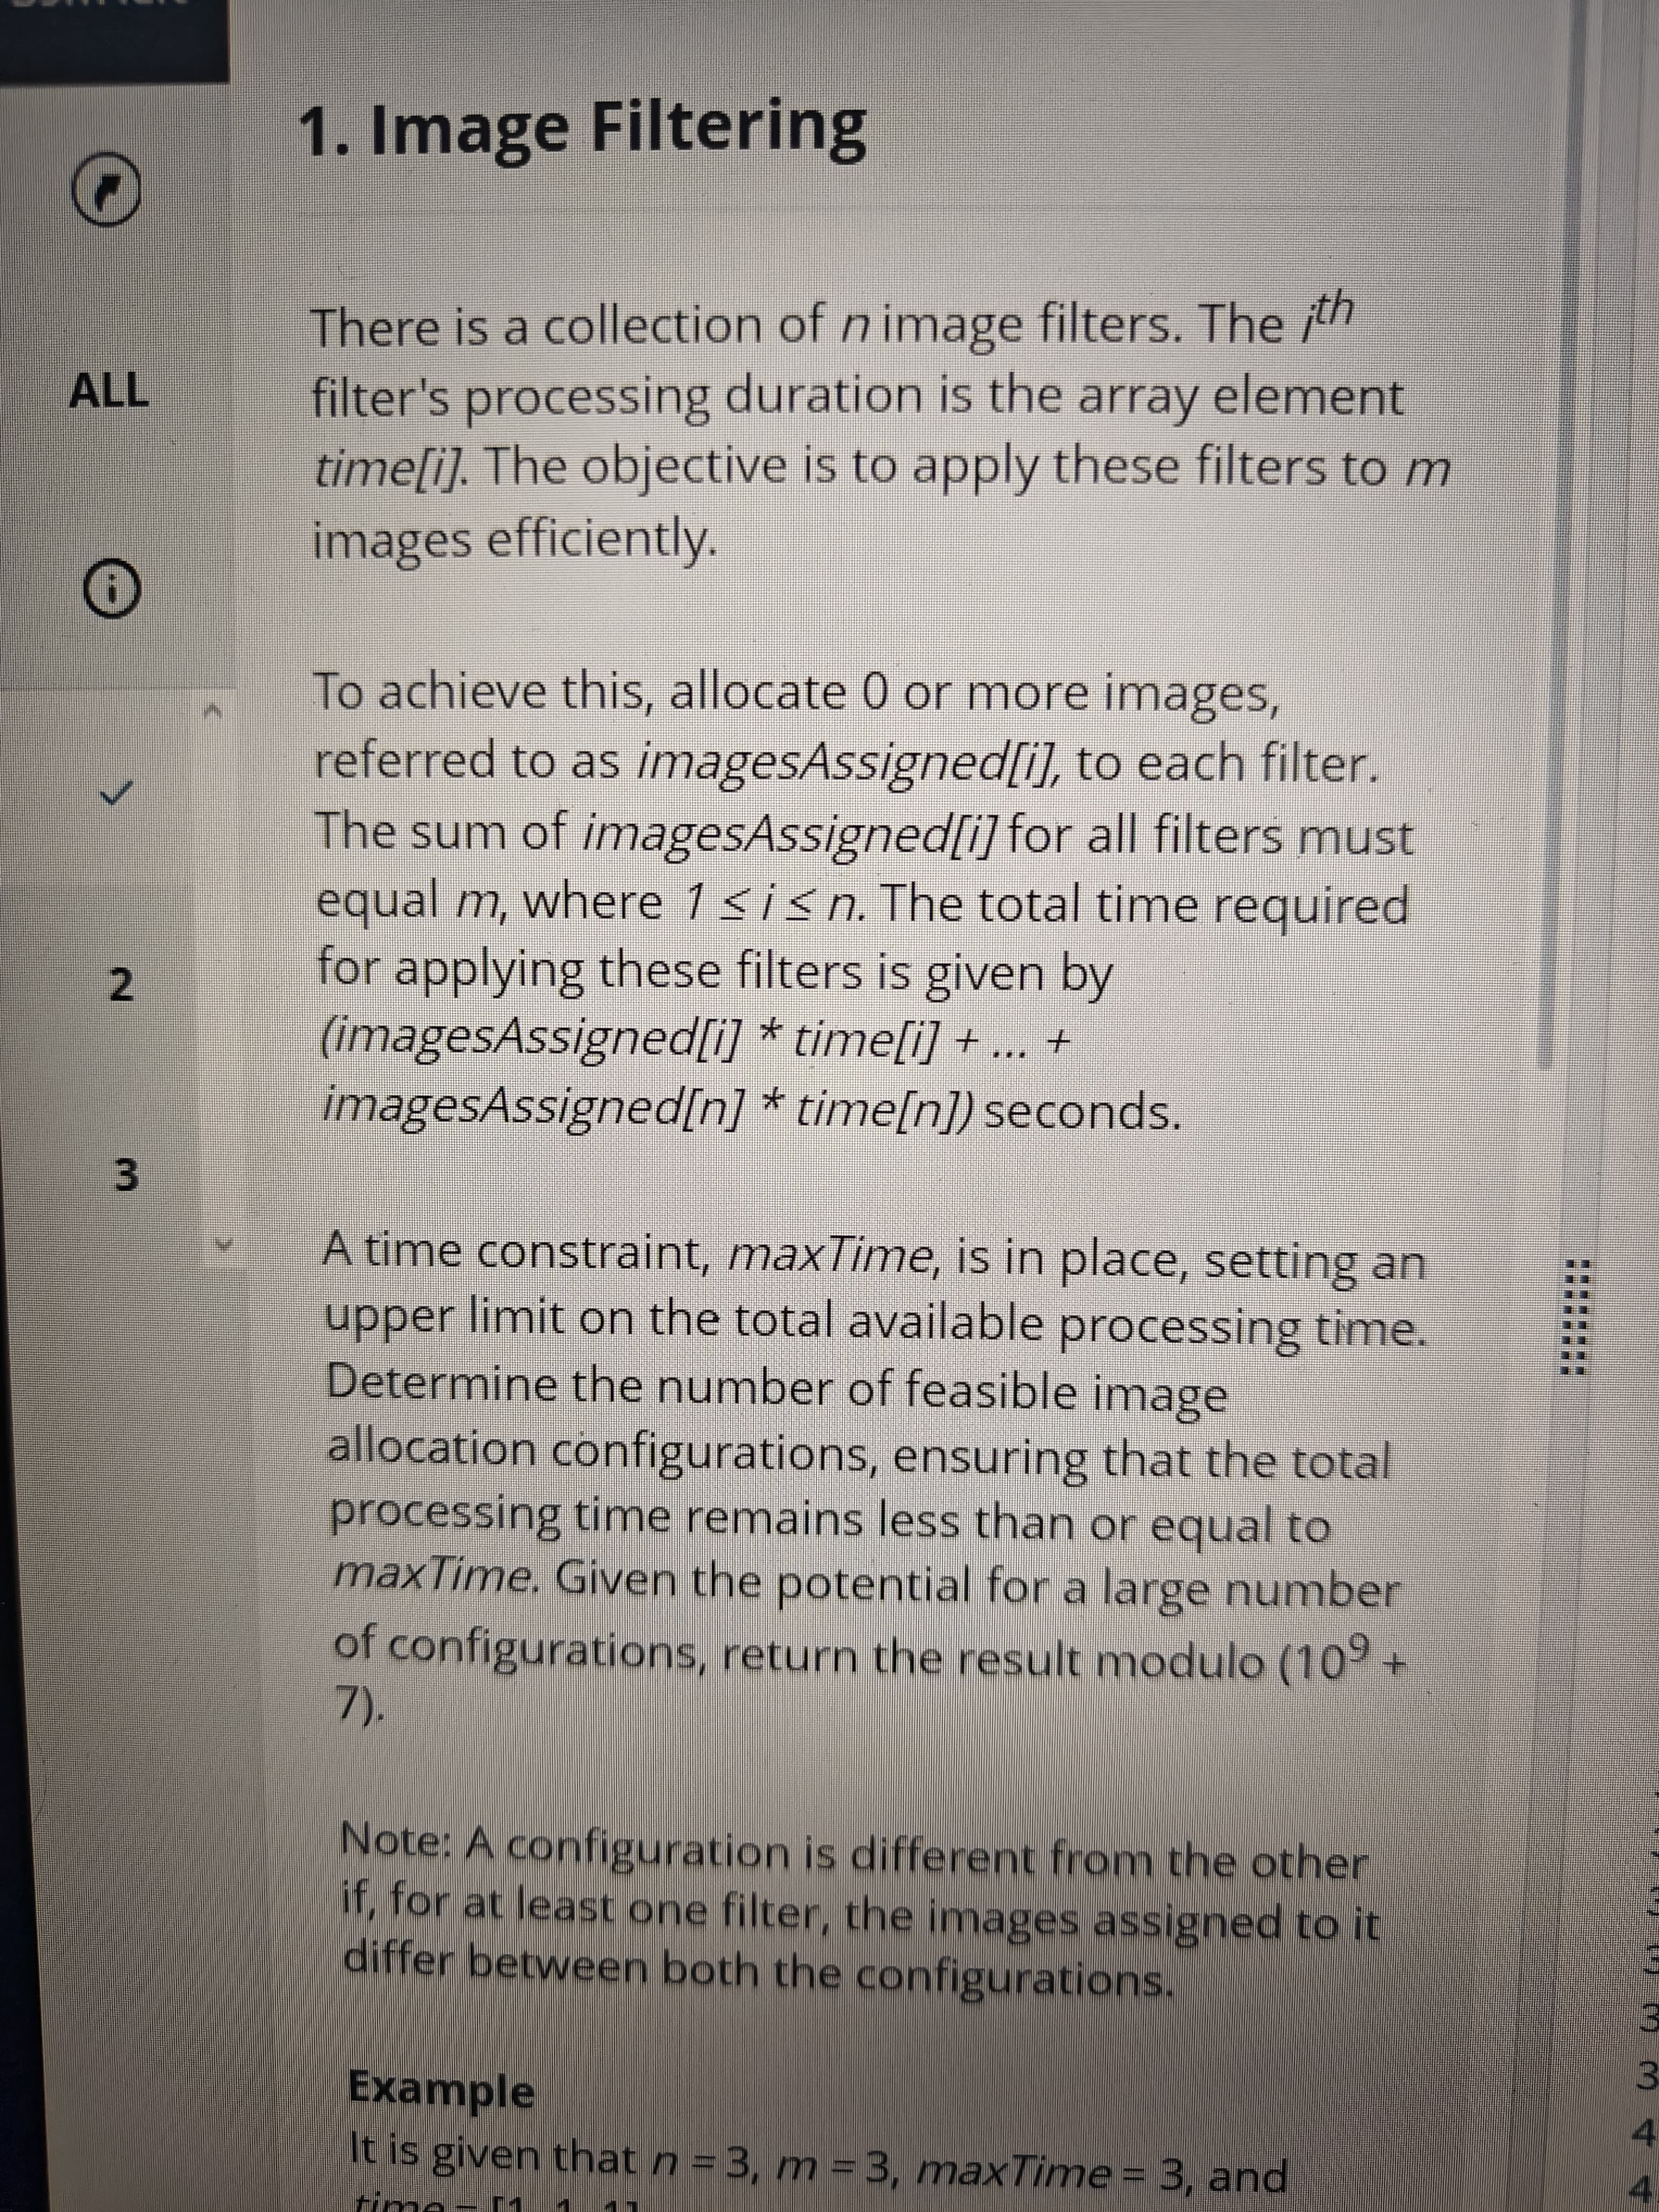 1. Image Filtering
There is a collection of n image filters. The ith
filter's processing duration is the array element
time[i]. The objective is to apply these filters to m
images efficiently.
To achieve this, allocate 0 or more images,
referred to as imagesAssigned[i], to each filter.
The sum of imagesAssigned[i] for all filters must
equal m, where 1 ≤ i ≤ n. The total time required
for applying these filters is given by
(imagesAssigned[i] * time[i] + ... +
imagesAssigned[n] * time[n]) seconds.
A time constraint, maxTime, is in place, setting an
upper limit on the total available processing time.
Determine the number of feasible image
allocation configurations, ensuring that the total
processing time remains less than or equal to
maxTime. Given the potential for a large number
of configurations, return the result modulo (10⁹ +
7).
Note: A configuration is different from the other
if, for at least one filter, the images assigned to it
differ between both the configurations.
Example
It is given that n = 3, m = 3, maxTime = 3, and
time = [1, 1, 1]
ALL
2
3
3
3
4
4